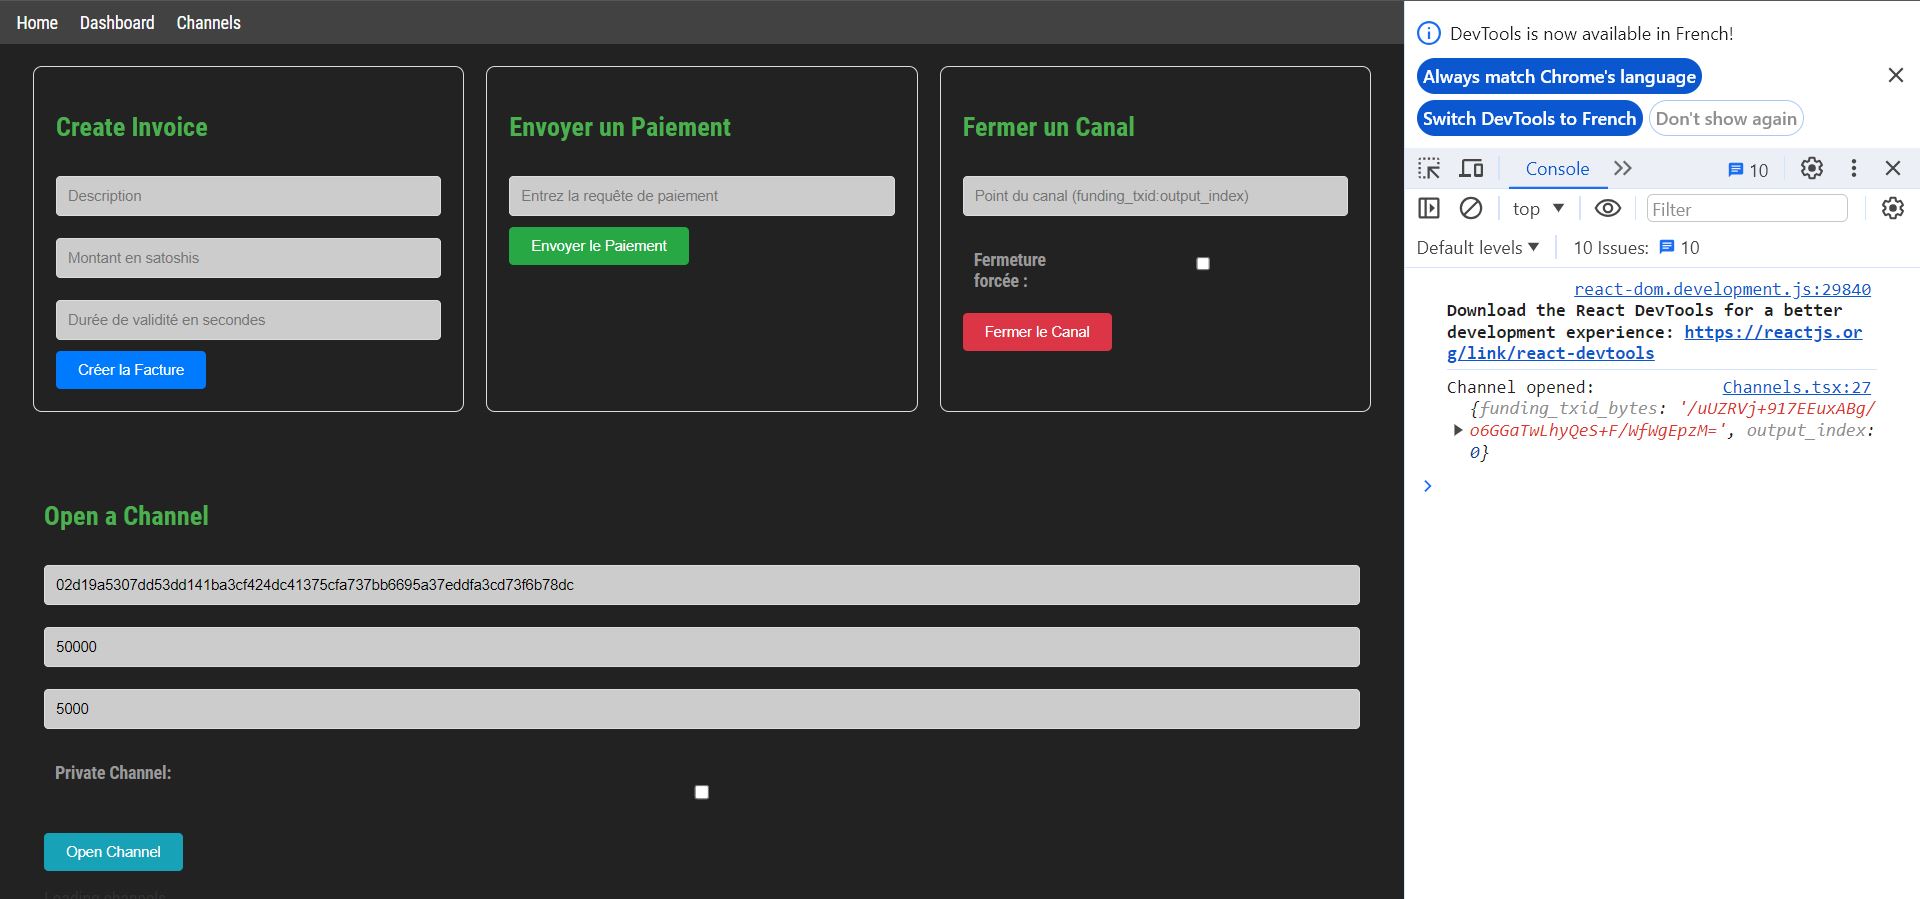 Home Dashboard Channels
Create Invoice
Description
Montant en satoshis
Durée de validité en secondes
Créer la Facture
Envoyer un Paiement
Entrez la requête de paiement
Envoyer le Paiement
Fermer un Canal
Point du canal (funding_txid:output_index)
Fermeture
forcée :
Fermer le Canal
Open a Channel
02d19a5307dd53dd141ba3cf424dc41375cfa737bb6695a37eddfa3cd73f6b78dc
50000
5000
Private Channel:
Open Channel
Loading channels
DevTools is now available in French!
Always match Chrome's language
Switch DevTools to French Don't show again
Console 10
top Filter
Default levels 10 Issues: 10
react-dom.development.js:29840
Download the React DevTools for a better
development experience: https://reactjs.or
g/link/react-devtools
Channel opened: Channels.tsx:27
{funding_txid_bytes: '/uUZRVj+917EEuxABg/
o6GGaTwLhyQeS+F/WfWgEpzM=', output_index:
0}